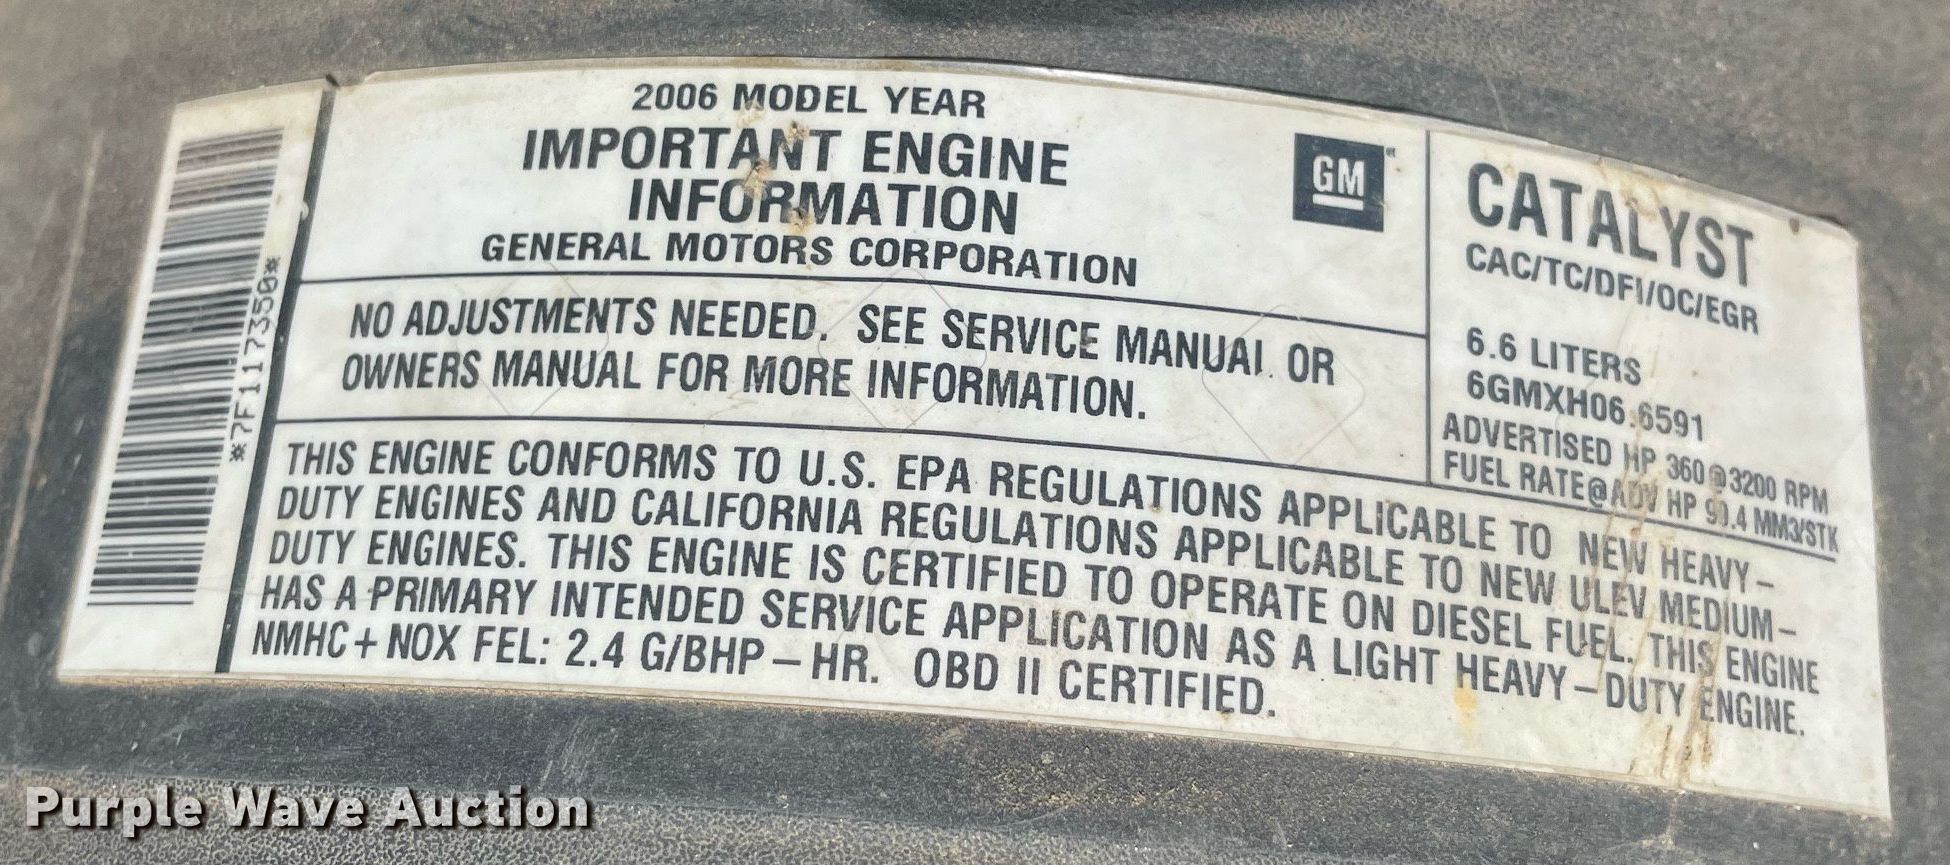 *7F1177350*
2006 MODEL YEAR
IMPORTANT ENGINE
INFORMATION
GENERAL MOTORS CORPORATION
GM
NO ADJUSTMENTS NEEDED. SEE SERVICE MANUAL OR
OWNERS MANUAL FOR MORE INFORMATION.
CATALYST
CAC/TC/DFI/OC/EGR
6.6 LITERS
6GMXH06.6591
ADVERTISED HP 360@3200 RPM
FUEL RATE@ADV HP 90.4 MM3/STK
THIS ENGINE CONFORMS TO U.S. EPA REGULATIONS APPLICABLE TO NEW HEAVY-
DUTY ENGINES AND CALIFORNIA REGULATIONS APPLICABLE TO NEW ULEV MEDIUM-
DUTY ENGINES. THIS ENGINE IS CERTIFIED TO OPERATE ON DIESEL FUEL. THIS ENGINE
HAS A PRIMARY INTENDED SERVICE APPLICATION AS A LIGHT HEAVY-DUTY ENGINE.
NMHC+NOX FEL: 2.4 G/BHP-HR. OBD II CERTIFIED.
Purple Wave Auction